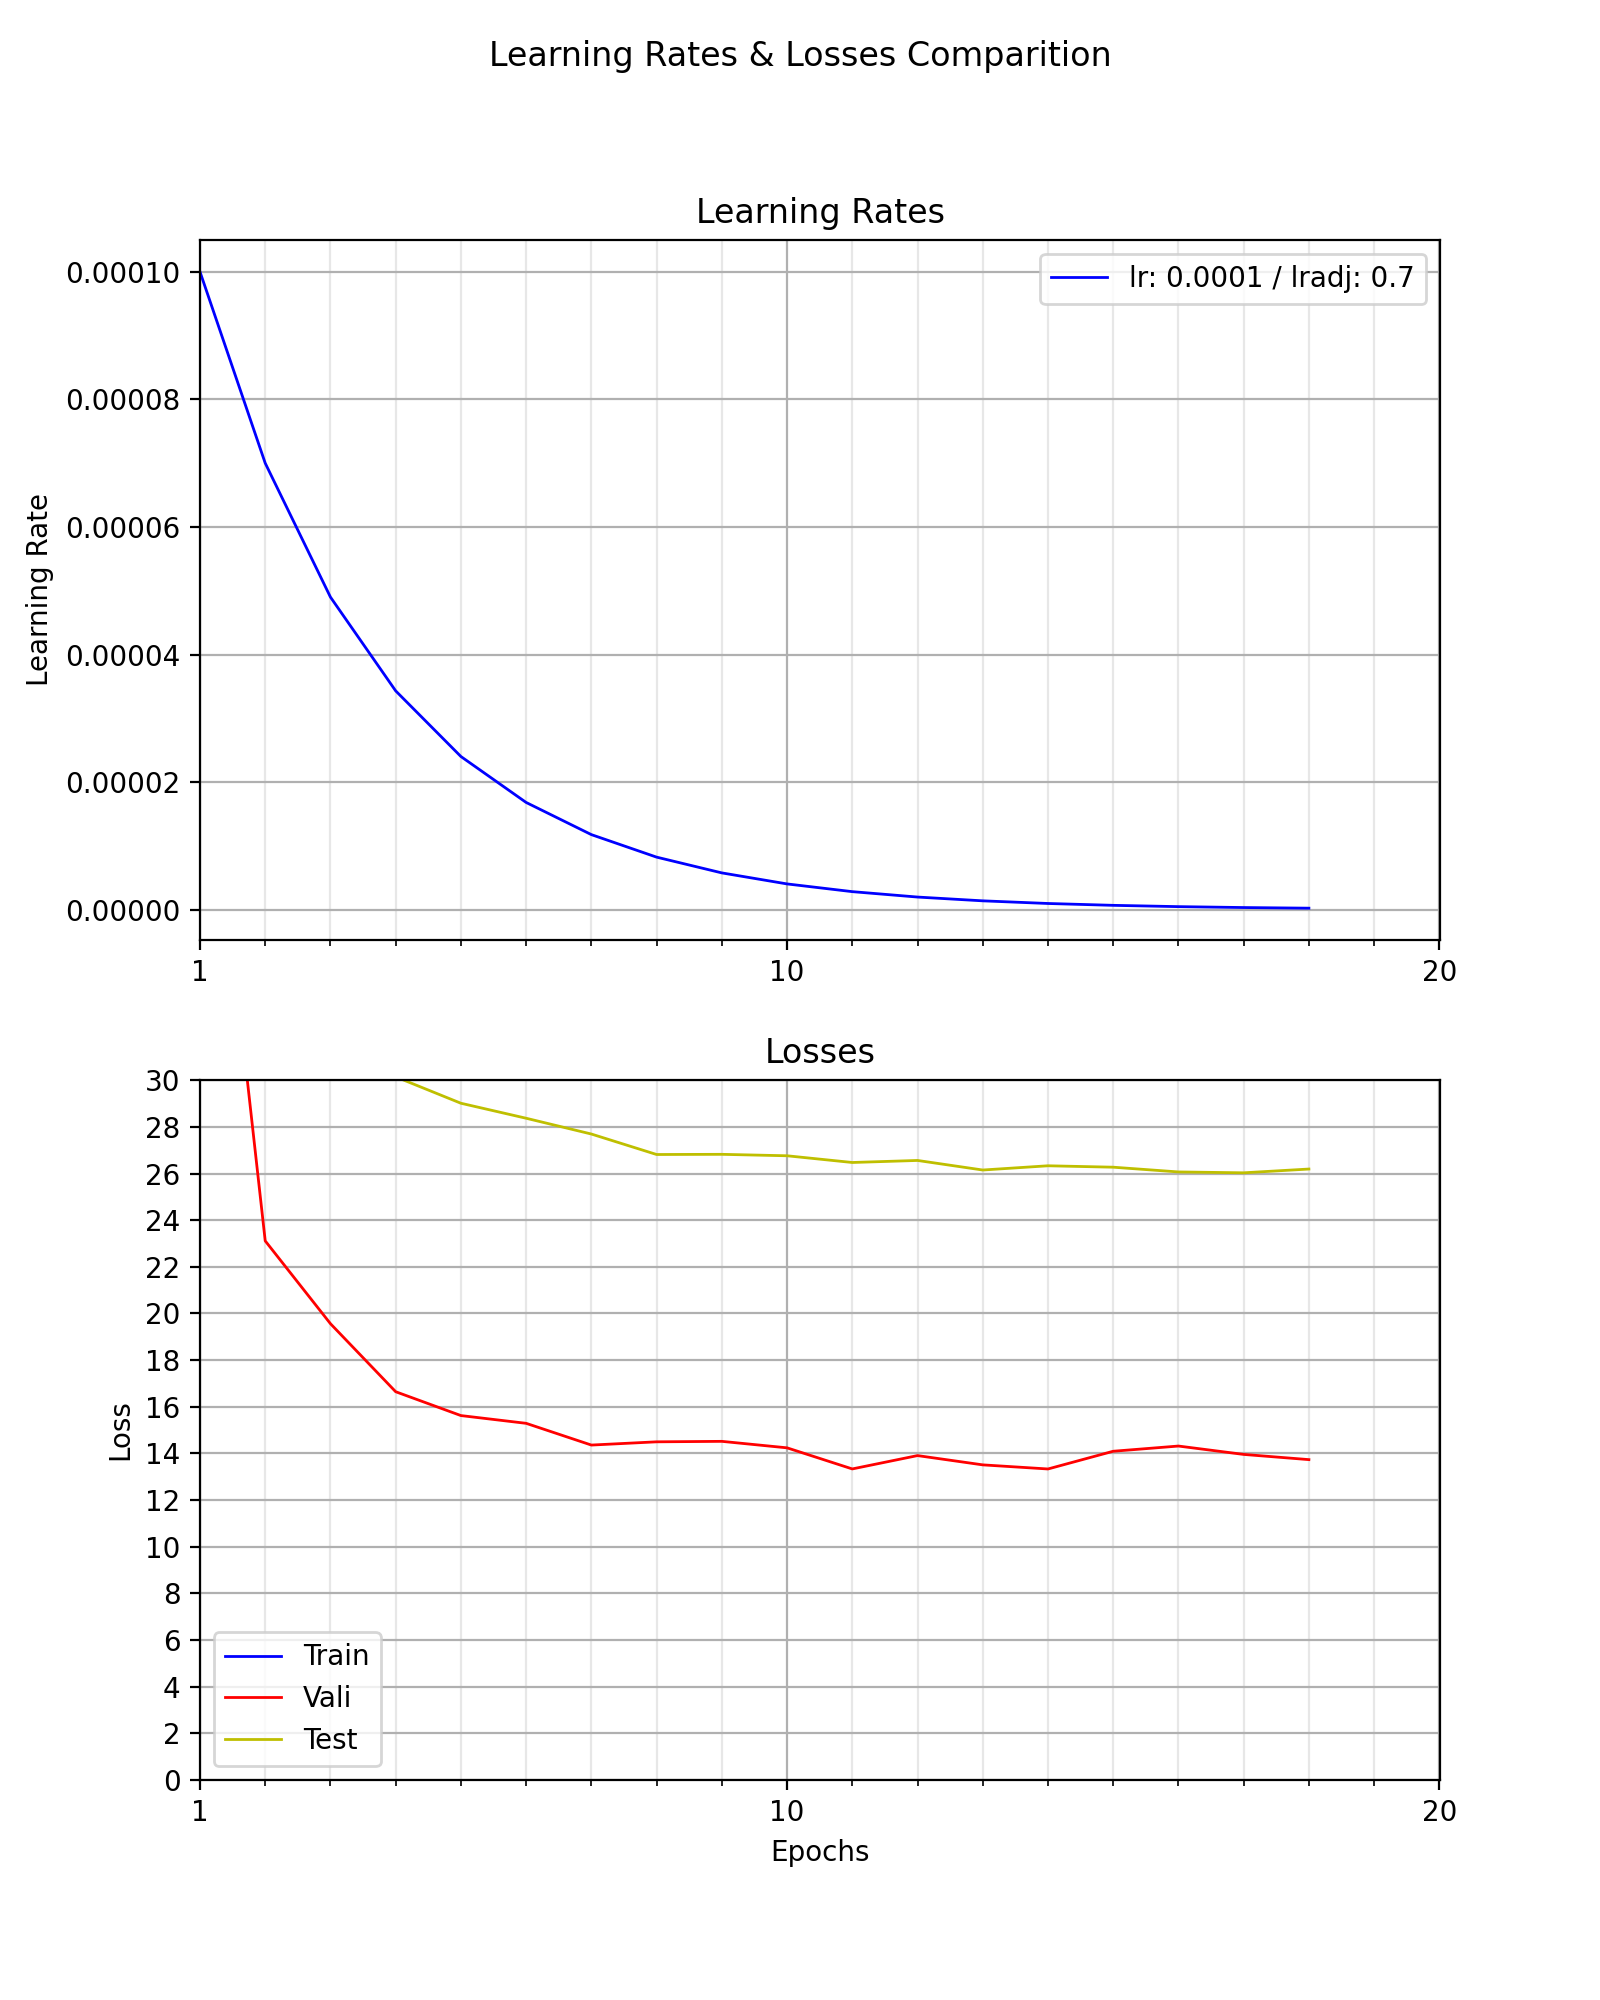 Learning Rates & Losses Comparition
Learning Rates
lr: 0.0001 / lradj: 0.7
0.00010
0.00008
0.00006
0.00004
0.00002
0.00000
Learning Rate
1 10 20
Losses
30
28
26
24
22
20
18
16
14
12
10
8
6
4
2
0
Loss
Train
Vali
Test
1 10 20
Epochs